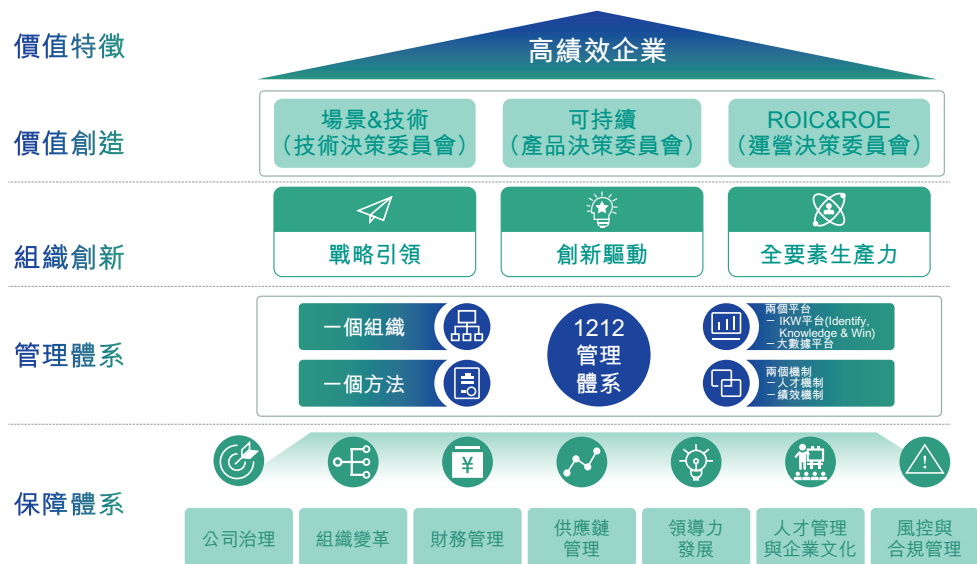 價值特徵
高績效企業
價值創造
場景&技術
（技術決策委員會）
可持續
（產品決策委員會）
ROIC&ROE
（運營決策委員會）
組織創新
戰略引領
創新驅動
全要素生產力
管理體系
一個組織
一個方法
1212
管理
體系
兩個平台
－ IKW平台(Identify,
Knowledge & Win)
－大數據平台
兩個機制
－人才機制
－績效機制
保障體系
¥
!
公司治理
組織變革
財務管理
供應鏈
管理
領導力
發展
人才管理
與企業文化
風控與
合規管理